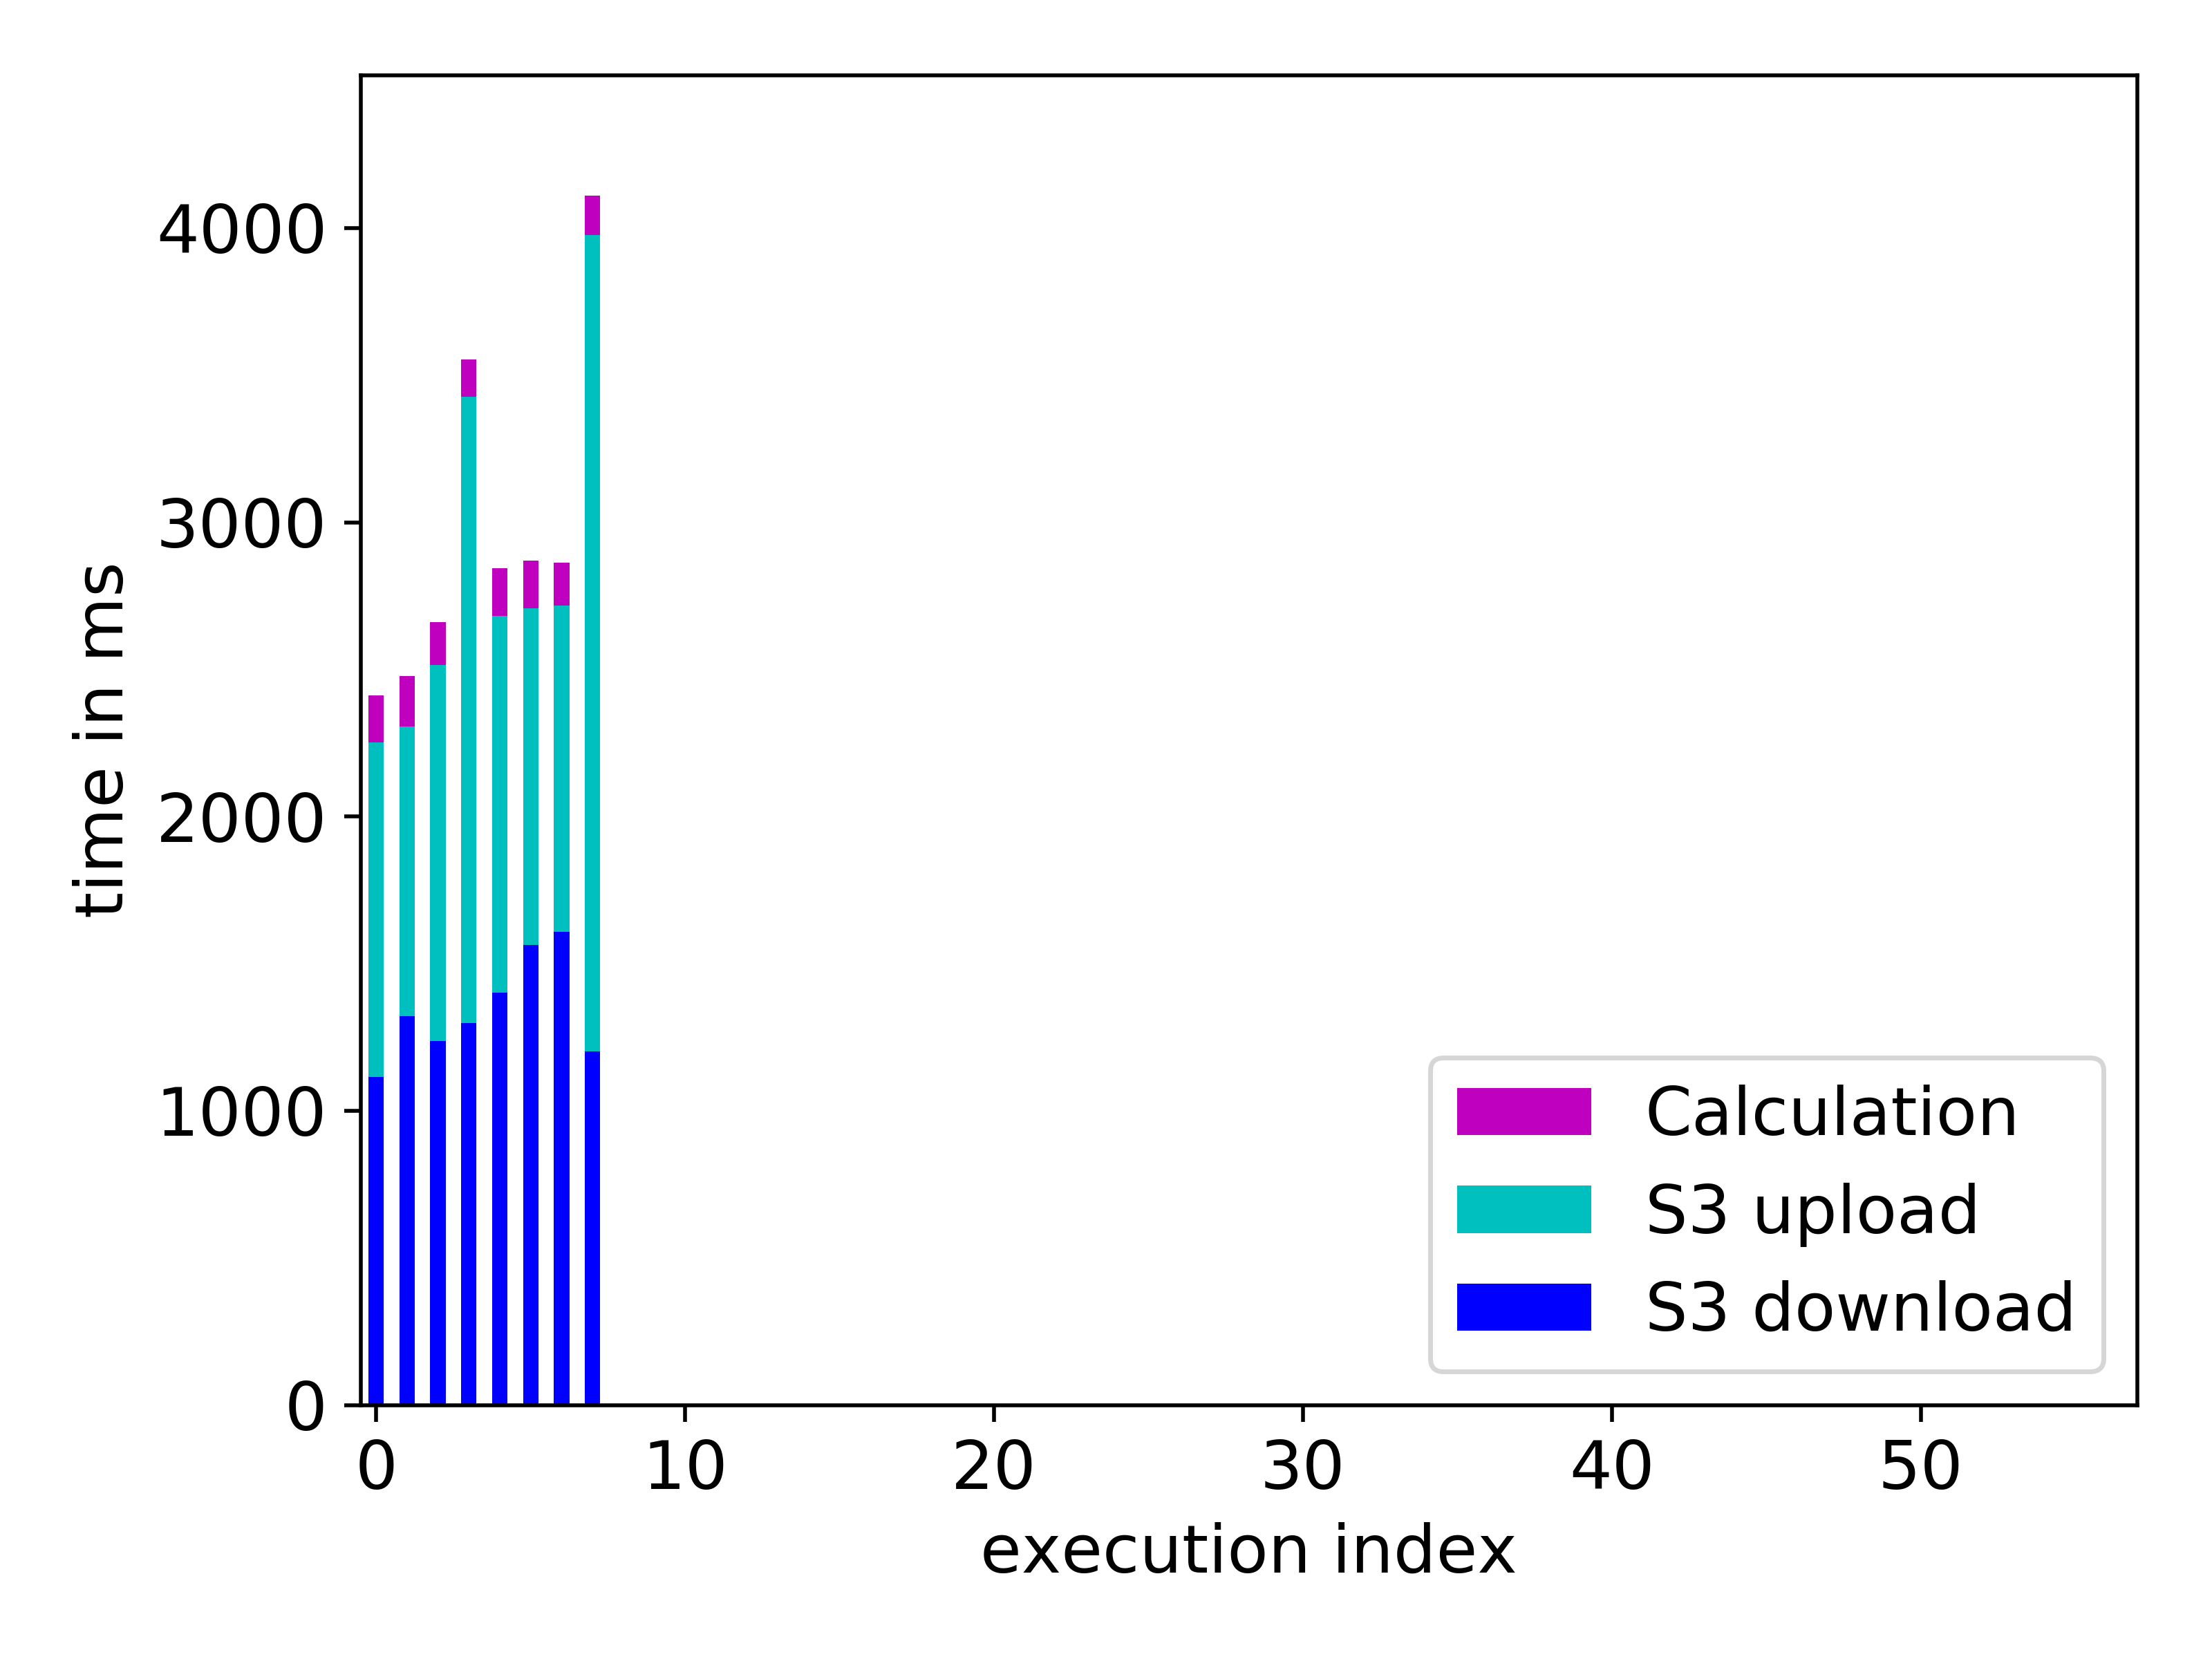 4000
3000
2000
1000
0
time in ms
Calculation
S3 upload
S3 download
0 10 20 30 40 50
execution index